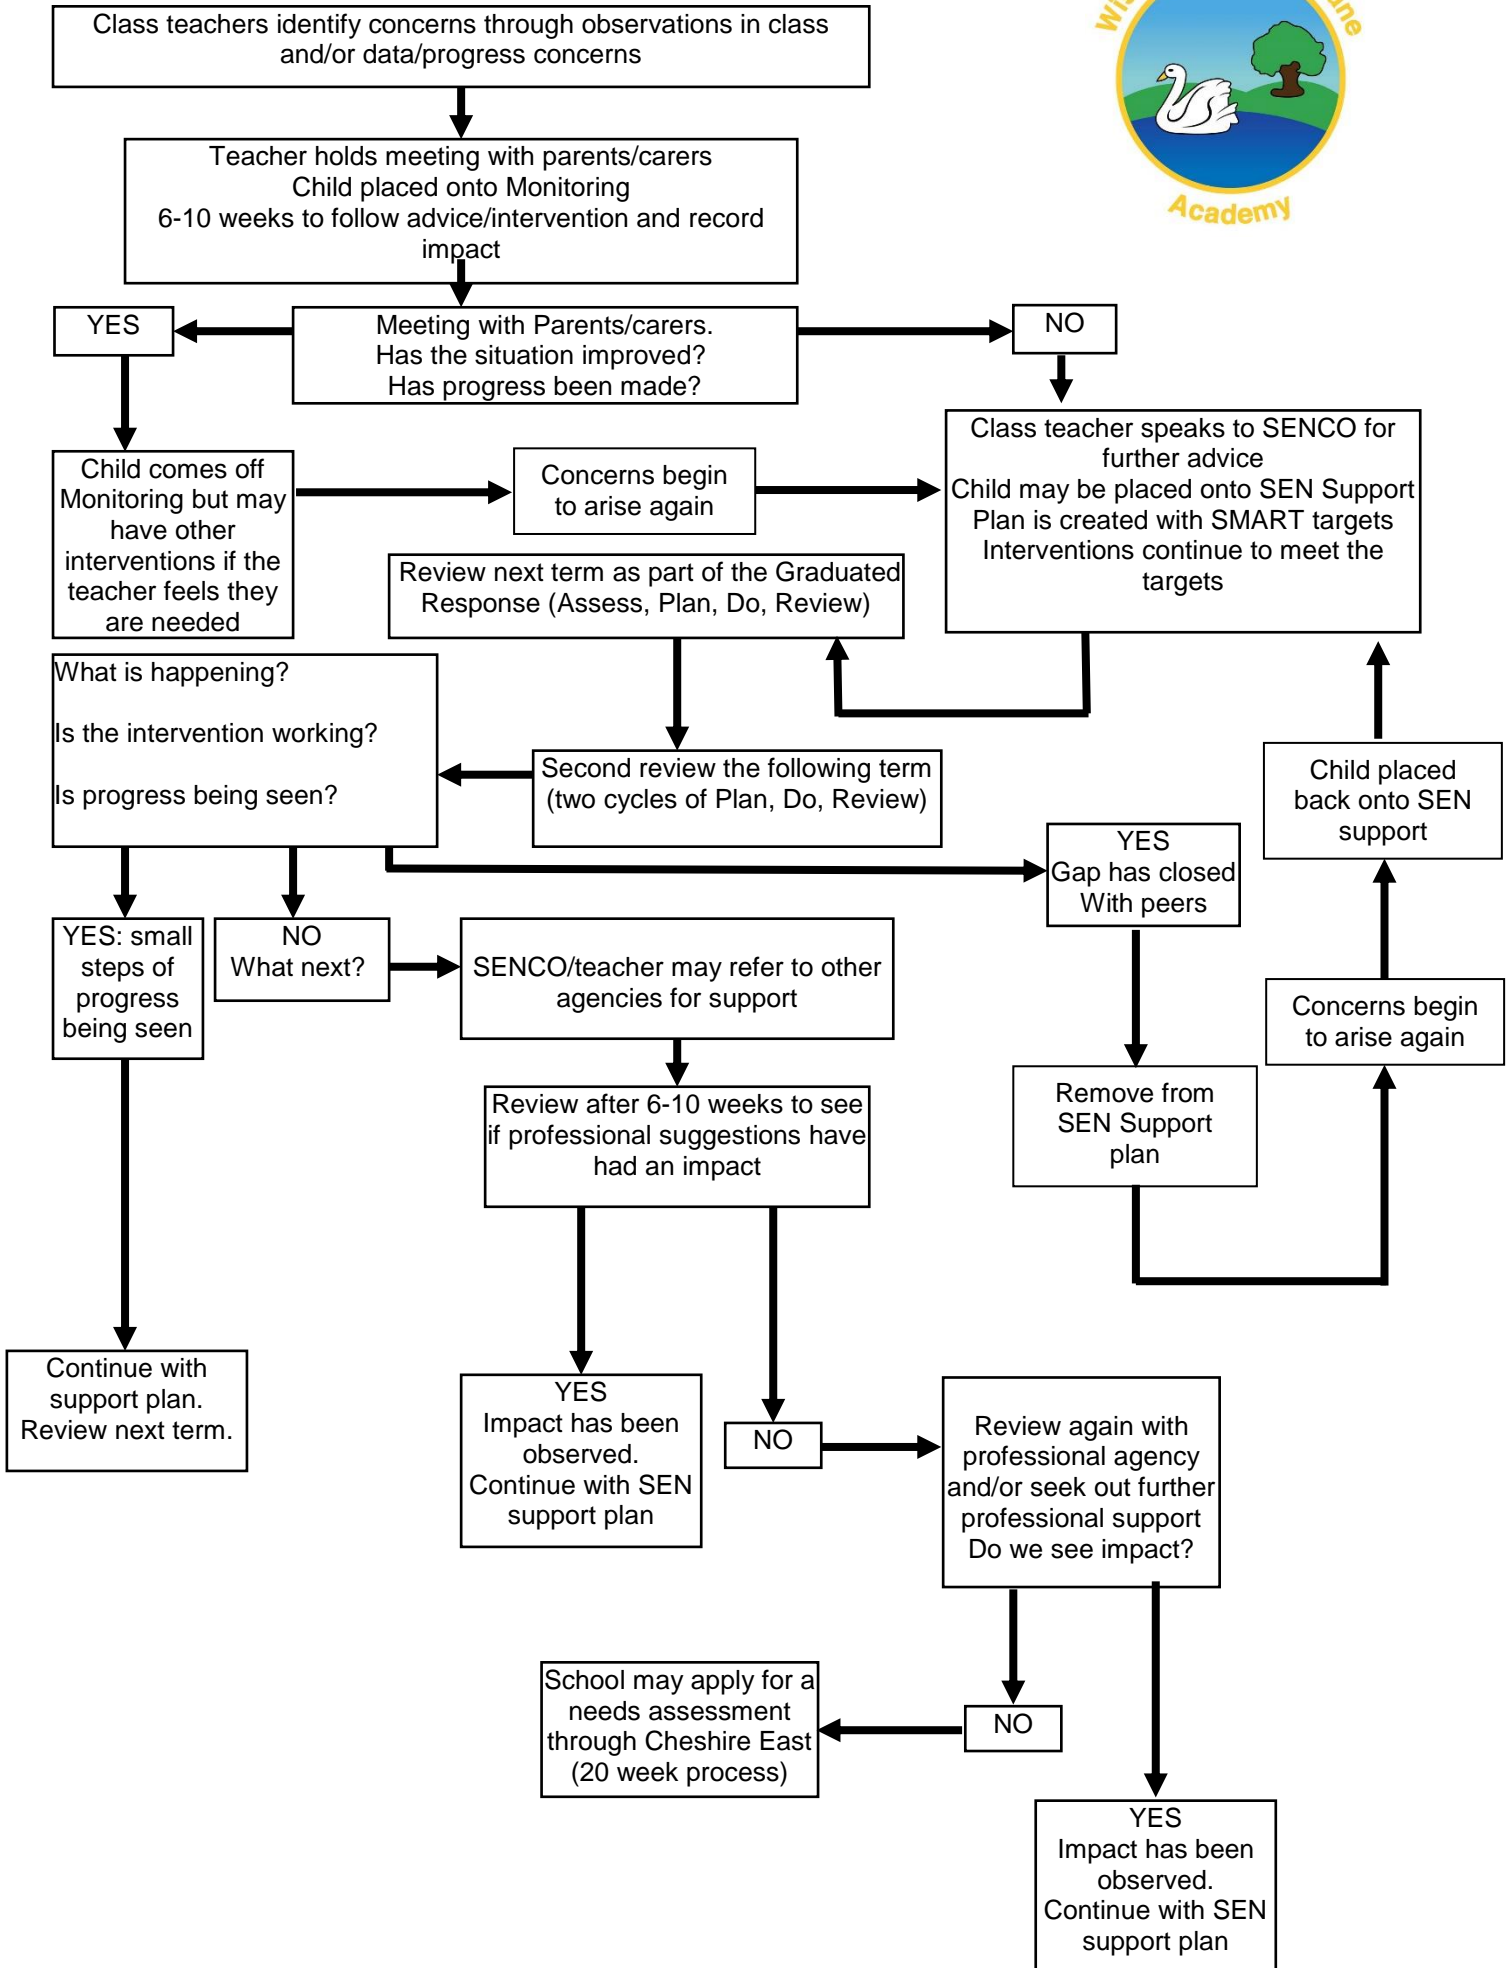 Class teachers identify concerns through observations in class
and/or data/progress concerns
Academy
Teacher holds meeting with parents/carers
Child placed onto Monitoring
6-10 weeks to follow advice/intervention and record
impact
YES
Meeting with Parents/carers.
Has the situation improved?
Has progress been made?
NO
Child comes off
Monitoring but may
have other
interventions if the
teacher feels they
are needed
Concerns begin
to arise again
Class teacher speaks to SENCO for
further advice
Child may be placed onto SEN Support
Plan is created with SMART targets
Interventions continue to meet the
targets
Review next term as part of the Graduated
Response (Assess, Plan, Do, Review)
What is happening?
Is the intervention working?
Is progress being seen?
Second review the following term
(two cycles of Plan, Do, Review)
Child placed
back onto SEN
support
YES
Gap has closed
With peers
YES: small
steps of
progress
being seen
NO
What next?
SENCO/teacher may refer to other
agencies for support
Concerns begin
to arise again
Remove from
SEN Support
plan
Review after 6-10 weeks to see
if professional suggestions have
had an impact
Continue with
support plan.
Review next term.
YES
Impact has been
observed.
Continue with SEN
support plan
NO
Review again with
professional agency
and/or seek out further
professional support
Do we see impact?
School may apply for a
needs assessment
through Cheshire East
(20 week process)
NO
YES
Impact has been
observed.
Continue with SEN
support plan